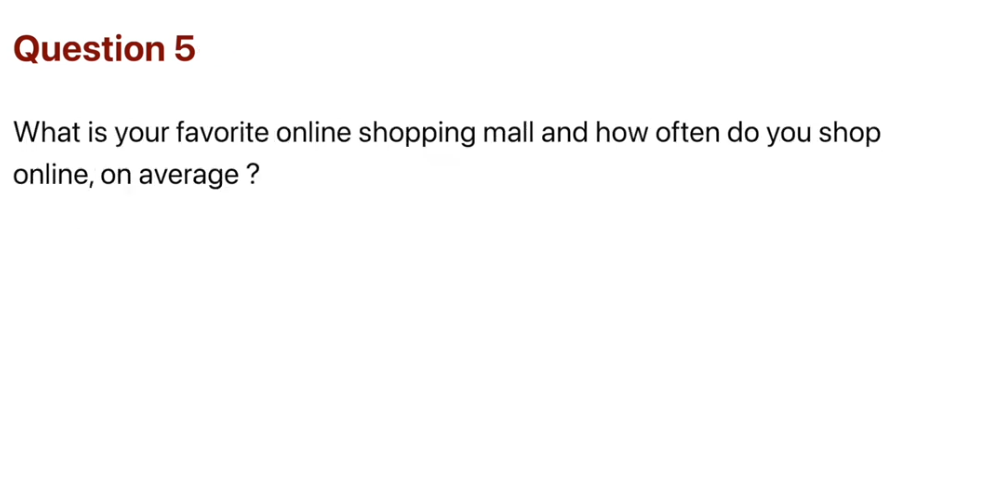 Question 5
What is your favorite online shopping mall and how often do you shop
online, on average ?